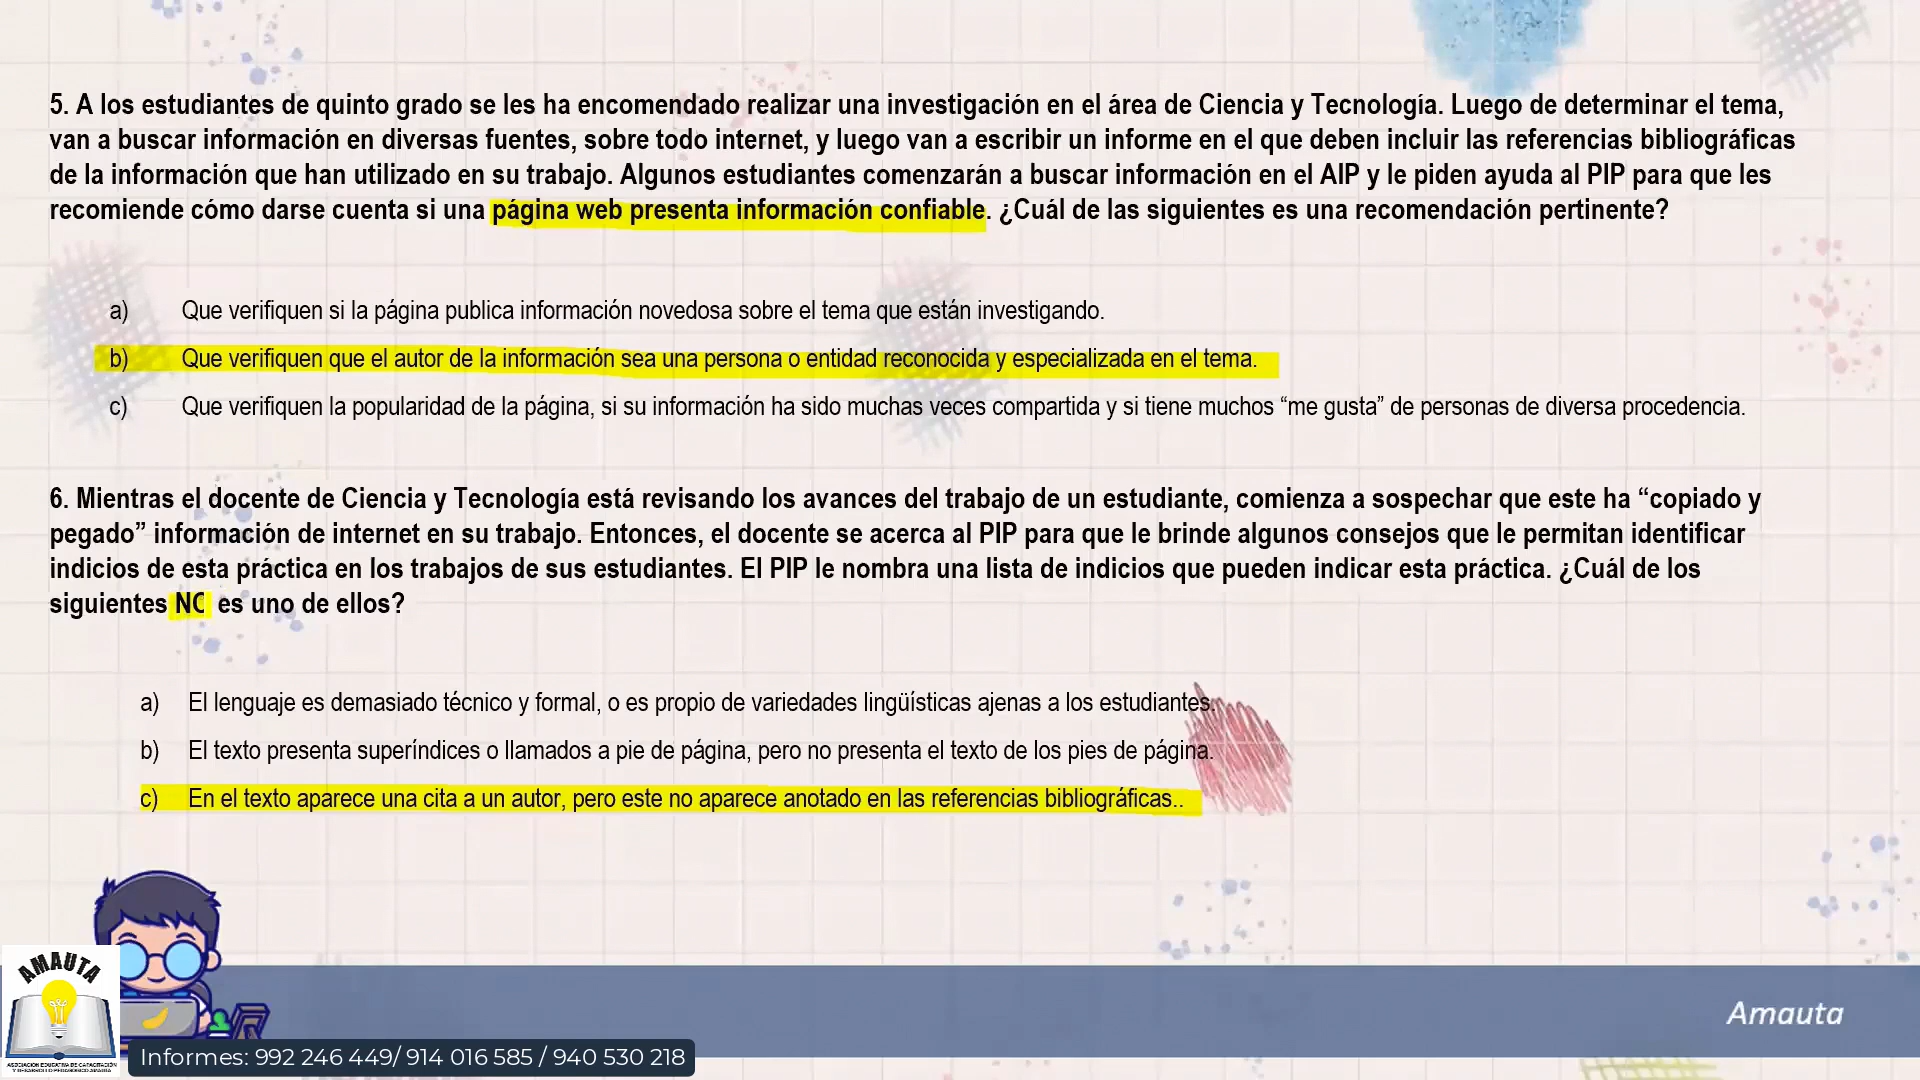 5. A los estudiantes de quinto grado se les ha encomendado realizar una investigación en el área de Ciencia y Tecnología. Luego de determinar el tema,
van a buscar información en diversas fuentes, sobre todo internet, y luego van a escribir un informe en el que deben incluir las referencias bibliográficas
de la información que han utilizado en su trabajo. Algunos estudiantes comenzarán a buscar información en el AIP y le piden ayuda al PIP para que les
recomiende cómo darse cuenta si una página web presenta información confiable. ¿Cuál de las siguientes es una recomendación pertinente?
a) Que verifiquen si la página publica información novedosa sobre el tema que están investigando.
b) Que verifiquen que el autor de la información sea una persona o entidad reconocida y especializada en el tema.
c) Que verifiquen la popularidad de la página, si su información ha sido muchas veces compartida y si tiene muchos “me gusta” de personas de diversa procedencia.
6. Mientras el docente de Ciencia y Tecnología está revisando los avances del trabajo de un estudiante, comienza a sospechar que este ha “copiado y
pegado” información de internet en su trabajo. Entonces, el docente se acerca al PIP para que le brinde algunos consejos que le permitan identificar
indicios de esta práctica en los trabajos de sus estudiantes. El PIP le nombra una lista de indicios que pueden indicar esta práctica. ¿Cuál de los
siguientes NO es uno de ellos?
a) El lenguaje es demasiado técnico y formal, o es propio de variedades lingüísticas ajenas a los estudiantes.
b) El texto presenta superíndices o llamados a pie de página, pero no presenta el texto de los pies de página.
c) En el texto aparece una cita a un autor, pero este no aparece anotado en las referencias bibliográficas..
AMAUTA
ASOCIACION EDUCATIVA DE CAPACITACIÓN
Y DESARROLLO PEDAGOGICO AMAUTA
Amauta
Informes: 992 246 449/ 914 016 585 / 940 530 218